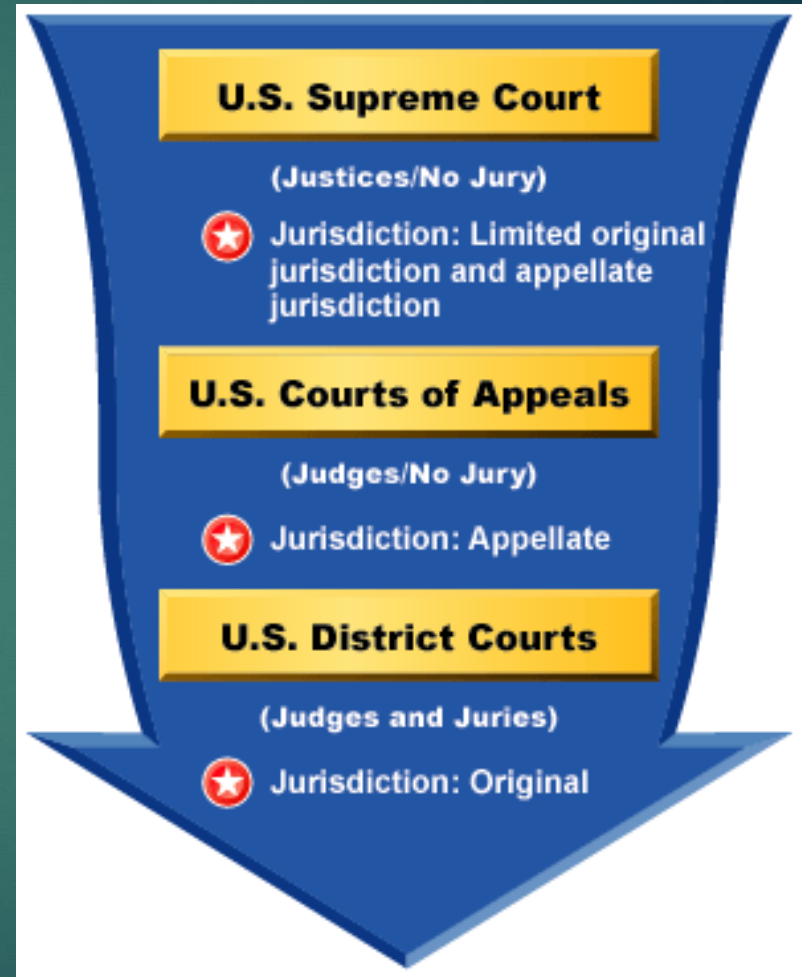 U.S. Supreme Court
(Justices/No Jury)
Jurisdiction: Limited original
jurisdiction and appellate
jurisdiction
U.S. Courts of Appeals
(Judges/No Jury)
Jurisdiction: Appellate
U.S. District Courts
(Judges and Juries)
Jurisdiction: Original